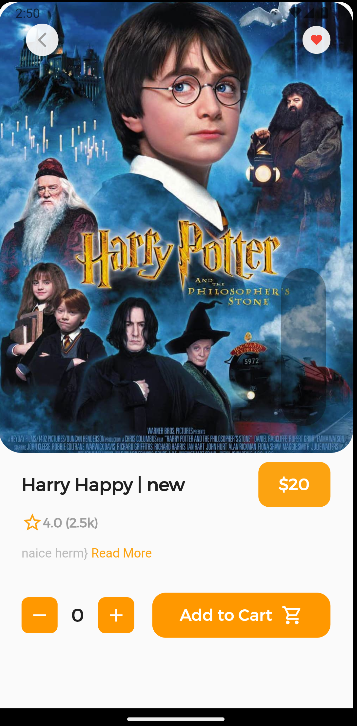 2:50
Harry Potter
AND THE
PHILOSOPHER'S
STONE
5972
WARNER BROS PICTURES
Harry Happy | new
$20
4.0 (2.5k)
naice herm} Read More
0
Add to Cart